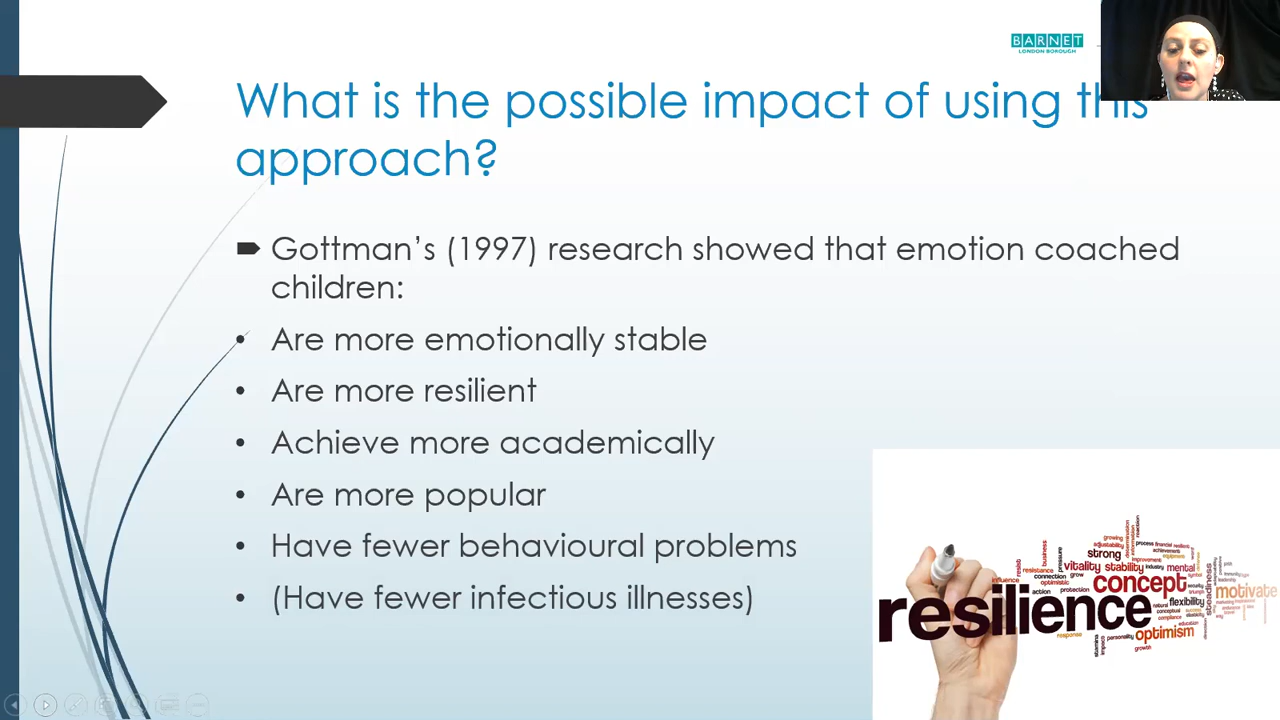 BARNET
LONDON BOROUGH
What is the possible impact of using this
approach?
Gottman's (1997) research showed that emotion coached
children:
• Are more emotionally stable
• Are more resilient
• Achieve more academically
• Are more popular
• Have fewer behavioural problems
• (Have fewer infectious illnesses)
strong
vitality stability industry mental
concept
resilience
flexibility
motivate
optimism